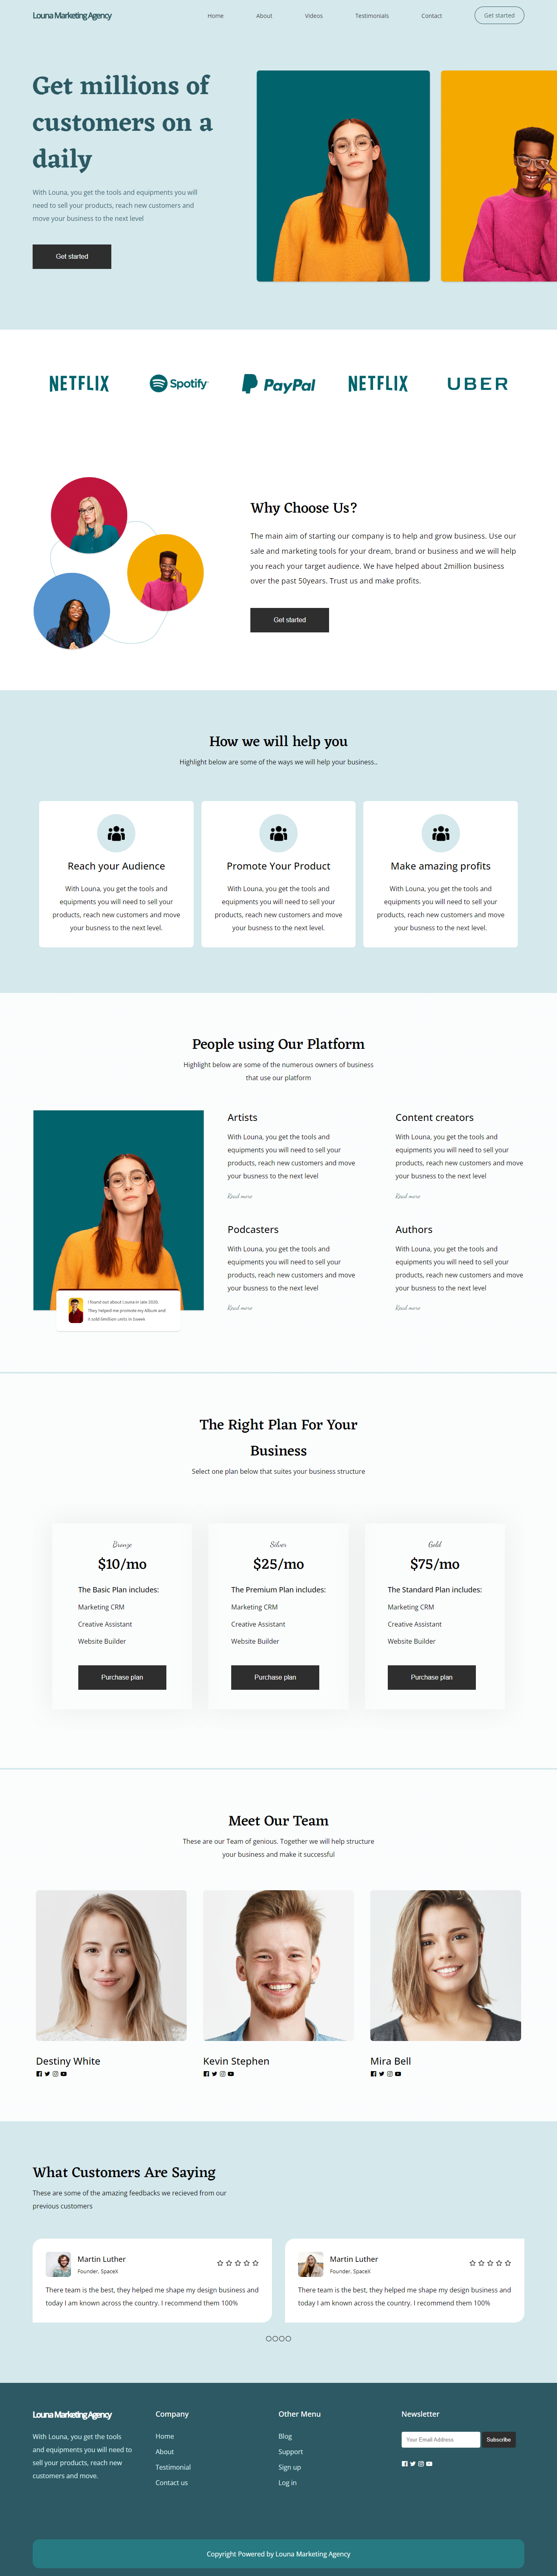 Louna Marketing Agency
Home About Videos Testimonials Contact Get started
Get millions of
customers on a
daily
With Louna, you get the tools and equipments you will
need to sell your products, reach new customers and
move your business to the next level
Get started
NETFLIX Spotify PayPal NETFLIX UBER
Why Choose Us?
The main aim of starting our company is to help and grow business. Use our
sale and marketing tools for your dream, brand or business and we will help
you reach your target audience. We have helped about 2million business
over the past 50years. Trust us and make profits.
Get started
How we will help you
Highlight below are some of the ways we will help your business..
Reach your Audience
With Louna, you get the tools and
equipments you will need to sell your
products, reach new customers and move
your busness to the next level.
Promote Your Product
With Louna, you get the tools and
equipments you will need to sell your
products, reach new customers and move
your busness to the next level.
Make amazing profits
With Louna, you get the tools and
equipments you will need to sell your
products, reach new customers and move
your busness to the next level.
People using Our Platform
Highlight below are some of the numerous owners of business
that use our platform
I found out about Louna in late 2020.
They helped me promote my Album and
it sold 6million units in 1week
Artists
With Louna, you get the tools and
equipments you will need to sell your
products, reach new customers and move
your business to the next level
Read more
Content creators
With Louna, you get the tools and
equipments you will need to sell your
products, reach new customers and move
your business to the next level
Read more
Podcasters
With Louna, you get the tools and
equipments you will need to sell your
products, reach new customers and move
your business to the next level
Read more
Authors
With Louna, you get the tools and
equipments you will need to sell your
products, reach new customers and move
your business to the next level
Read more
The Right Plan For Your
Business
Select one plan below that suites your business structure
Bronze
$10/mo
The Basic Plan includes:
Marketing CRM
Creative Assistant
Website Builder
Purchase plan
Silver
$25/mo
The Premium Plan includes:
Marketing CRM
Creative Assistant
Website Builder
Purchase plan
Gold
$75/mo
The Standard Plan includes:
Marketing CRM
Creative Assistant
Website Builder
Purchase plan
Meet Our Team
These are our Team of genious. Together we will help structure
your business and make it successful
Destiny White
Kevin Stephen
Mira Bell
What Customers Are Saying
These are some of the amazing feedbacks we recieved from our
previous customers
Martin Luther
Founder, SpaceX
There team is the best, they helped me shape my design business and
today I am known across the country. I recommend them 100%
Martin Luther
Founder, SpaceX
There team is the best, they helped me shape my design business and
today I am known across the country. I recommend them 100%
Louna Marketing Agency
With Louna, you get the tools
and equipments you will need to
sell your products, reach new
customers and move.
Company
Home
About
Testimonial
Contact us
Other Menu
Blog
Support
Sign up
Log in
Newsletter
Your Email Address
Subscribe
Copyright Powered by Louna Marketing Agency